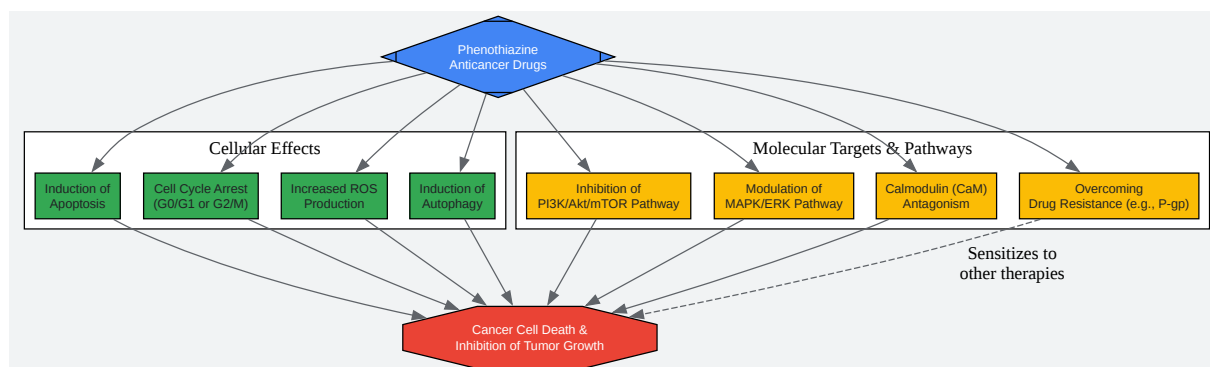 Phenothiazine
Anticancer Drugs
Cellular Effects
Molecular Targets & Pathways
Induction of
Apoptosis
Cell Cycle Arrest
(G0/G1 or G2/M)
Increased ROS
Production
Induction of
Autophagy
Inhibition of
PI3K/Akt/mTOR Pathway
Modulation of
MAPK/ERK Pathway
Calmodulin (CaM)
Antagonism
Overcoming
Drug Resistance (e.g., P-gp)
Sensitizes to
other therapies
Cancer Cell Death &
Inhibition of Tumor Growth